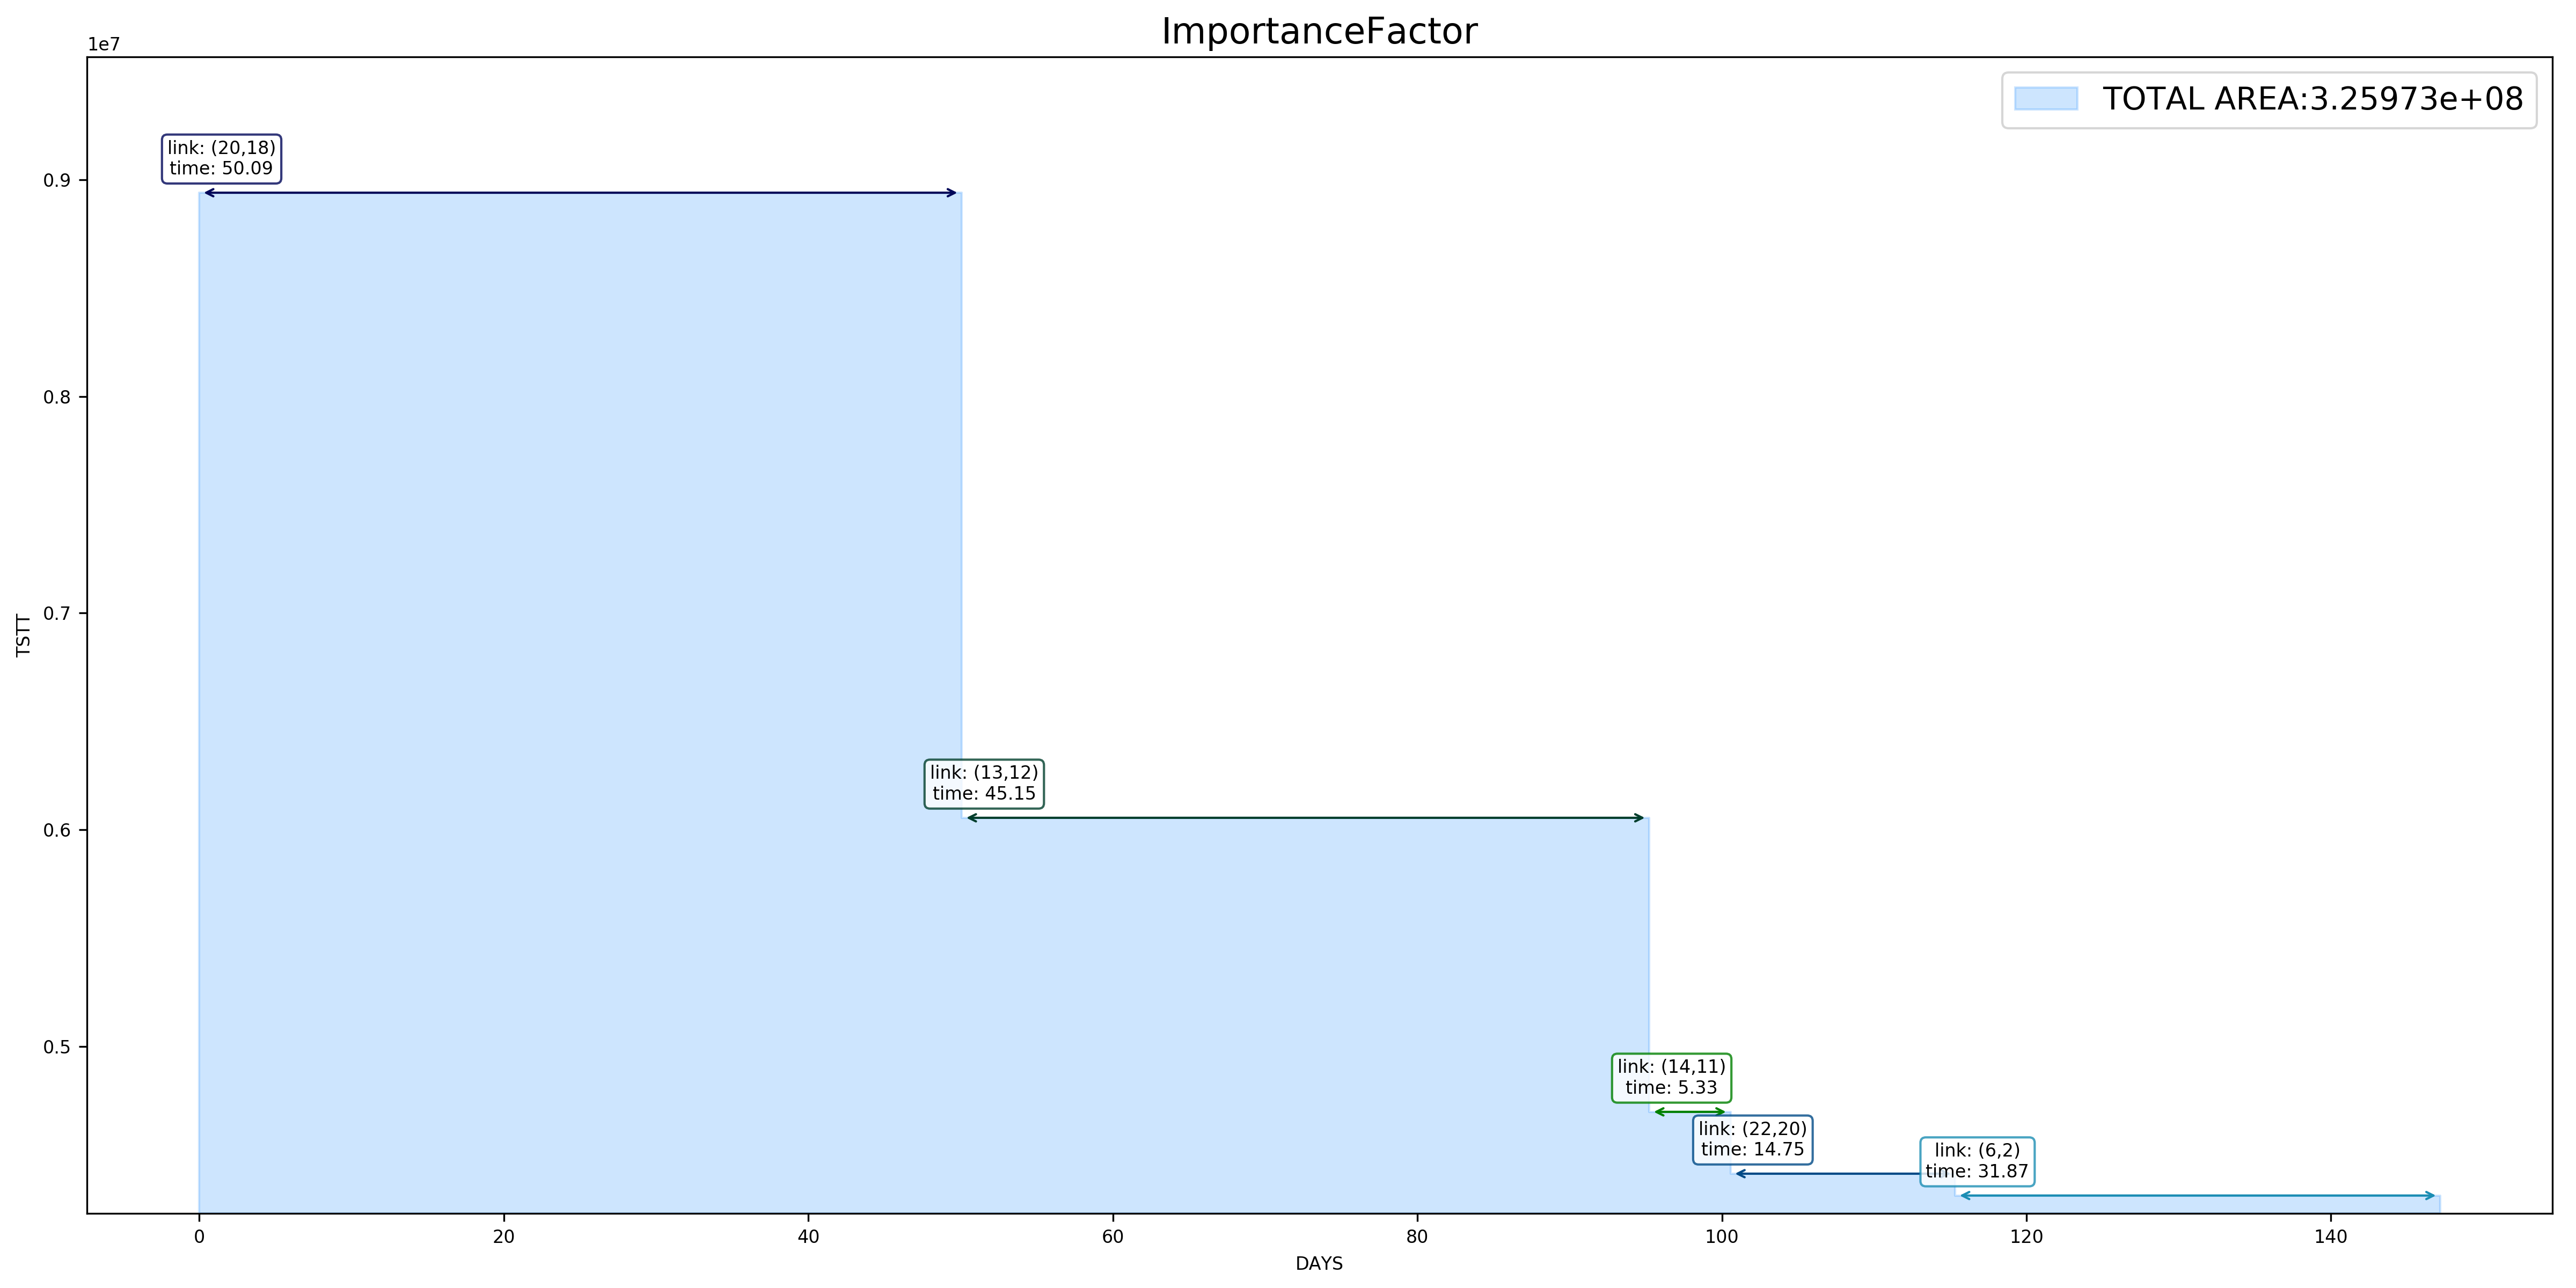 ImportanceFactor
1e7
TOTAL AREA:3.25973e+08
link: (20,18)
time: 50.09
0.9
0.8
0.7
TSTT
link: (13,12)
time: 45.15
0.6
0.5
link: (14,11)
time: 5.33
link: (22,20)
time: 14.75
link: (6,2)
time: 31.87
0
20
40
60
80
100
120
140
DAYS